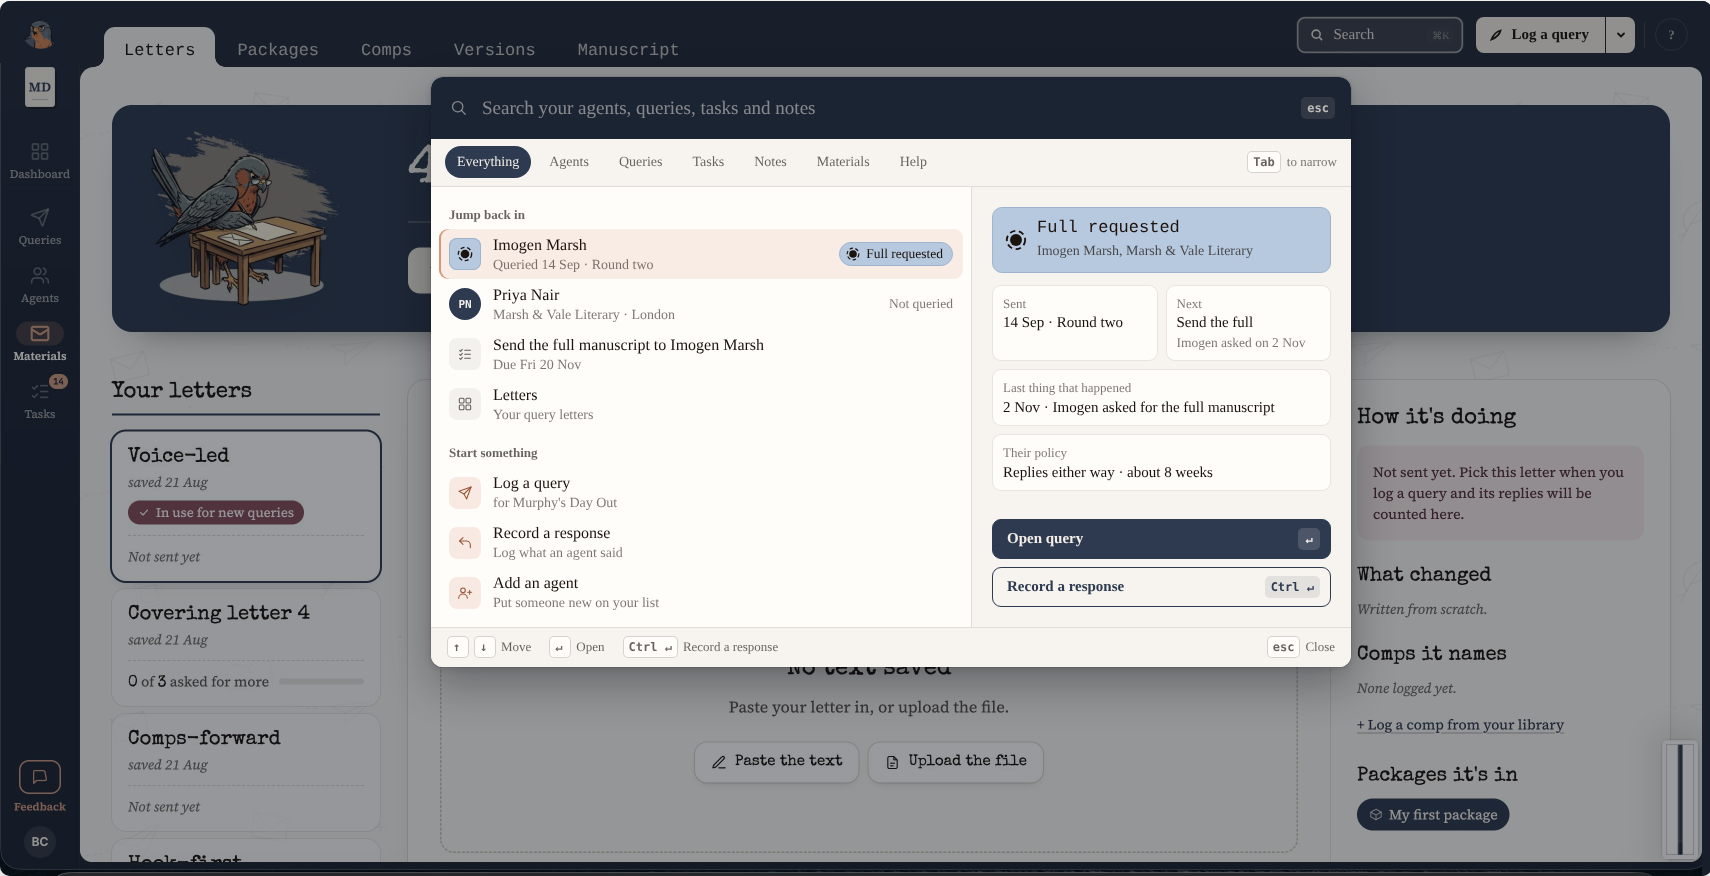 Letters
Packages
Comps
Versions
Manuscript
Search
⌘K
Log a query
?
MD
Dashboard
Queries
Agents
Materials
14
Tasks
Feedback
BC
4
Search your agents, queries, tasks and notes
esc
Everything
Agents
Queries
Tasks
Notes
Materials
Help
Tab to narrow
Jump back in
Imogen Marsh
Queried 14 Sep · Round two
Full requested
PN
Priya Nair
Marsh & Vale Literary · London
Not queried
Send the full manuscript to Imogen Marsh
Due Fri 20 Nov
Letters
Your query letters
Start something
Log a query
for Murphy's Day Out
Record a response
Log what an agent said
Add an agent
Put someone new on your list
Full requested
Imogen Marsh, Marsh & Vale Literary
Sent
14 Sep · Round two
Next
Send the full
Imogen asked on 2 Nov
Last thing that happened
2 Nov · Imogen asked for the full manuscript
Their policy
Replies either way · about 8 weeks
Open query ↵
Record a response Ctrl ↵
↑ ↓ Move
↵ Open
Ctrl ↵ Record a response
esc Close
Your letters
Voice-led
saved 21 Aug
In use for new queries
Not sent yet
Covering letter 4
saved 21 Aug
0 of 3 asked for more
Comps-forward
saved 21 Aug
Not sent yet
Hook-first
No text saved
Paste your letter in, or upload the file.
Paste the text
Upload the file
How it's doing
Not sent yet. Pick this letter when you
log a query and its replies will be
counted here.
What changed
Written from scratch.
Comps it names
None logged yet.
+ Log a comp from your library
Packages it's in
My first package